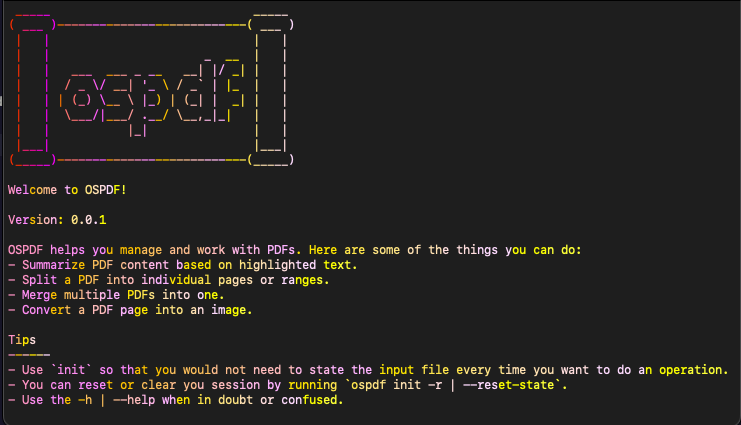 ospdf
Welcome to OSPDF!
Version: 0.0.1
OSPDF helps you manage and work with PDFs. Here are some of the things you can do:
- Summarize PDF content based on highlighted text.
- Split a PDF into individual pages or ranges.
- Merge multiple PDFs into one.
- Convert a PDF page into an image.
Tips
------
- Use `init` so that you would not need to state the input file every time you want to do an operation.
- You can reset or clear you session by running `ospdf init -r | --reset-state`.
- Use the -h | --help when in doubt or confused.